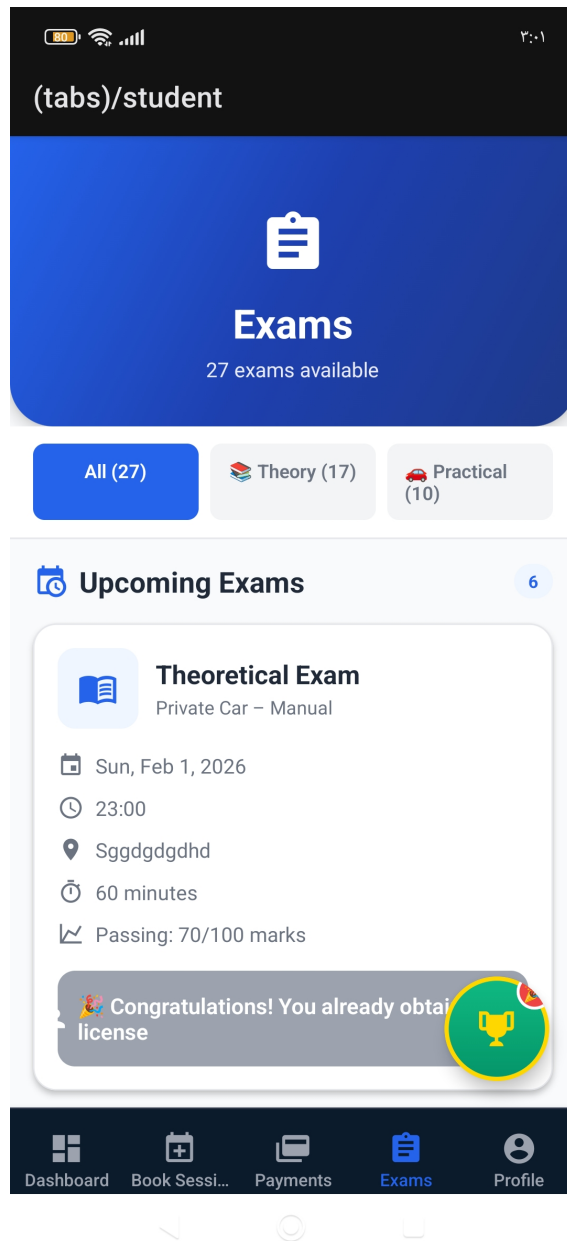 80
٣:٠١
(tabs)/student
Exams
27 exams available
All (27)
📚 Theory (17)
🚗 Practical
(10)
Upcoming Exams
6
Theoretical Exam
Private Car – Manual
Sun, Feb 1, 2026
23:00
Sggdgdgdhd
60 minutes
Passing: 70/100 marks
🎉 Congratulations! You already
license
Dashboard
Book Sessi...
Payments
Exams
Profile